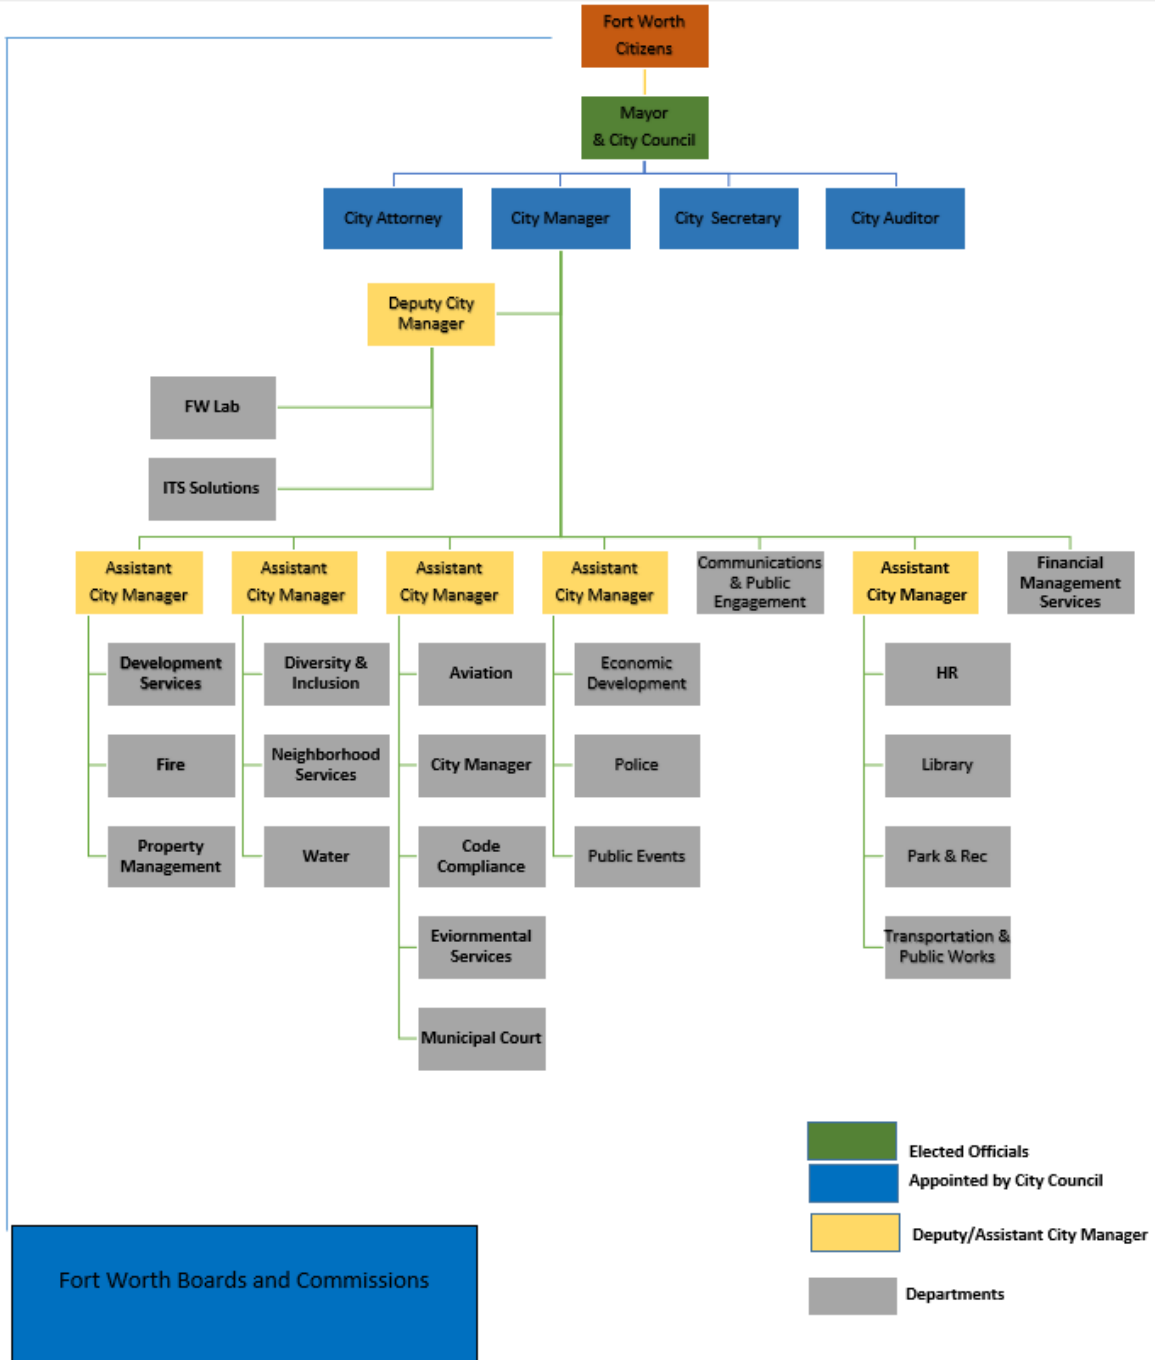 Fort Worth
Citizens
Mayor
& City Council
City Attorney
City Manager
City Secretary
City Auditor
Deputy City
Manager
FW Lab
ITS Solutions
Assistant
City Manager
Assistant
City Manager
Assistant
City Manager
Assistant
City Manager
Communications
& Public
Engagement
Assistant
City Manager
Financial
Management
Services
Development
Services
Fire
Property
Management
Diversity &
Inclusion
Neighborhood
Services
Water
Aviation
City Manager
Code
Compliance
Eviornmental
Services
Municipal Court
Economic
Development
Police
Public Events
HR
Library
Park & Rec
Transportation &
Public Works
Elected Officials
Appointed by City Council
Deputy/Assistant City Manager
Departments
Fort Worth Boards and Commissions